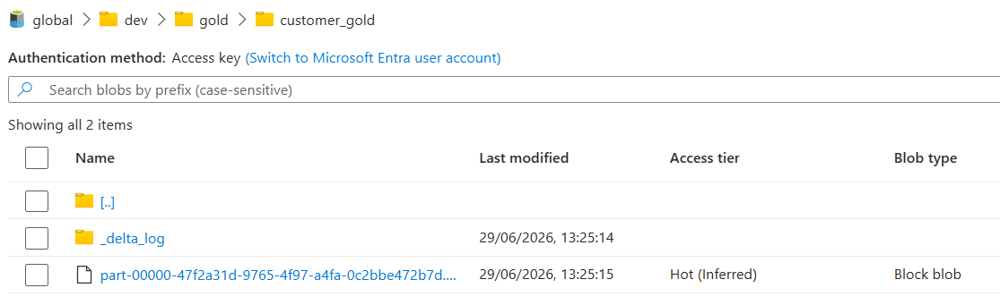 global > dev > gold > customer_gold
Authentication method: Access key (Switch to Microsoft Entra user account)
Search blobs by prefix (case-sensitive)
Showing all 2 items
Name Last modified Access tier Blob type
[..]
_delta_log 29/06/2026, 13:25:14
part-00000-47f2a31d-9765-4f97-a4fa-0c2bbe472b7d.... 29/06/2026, 13:25:15 Hot (Inferred) Block blob